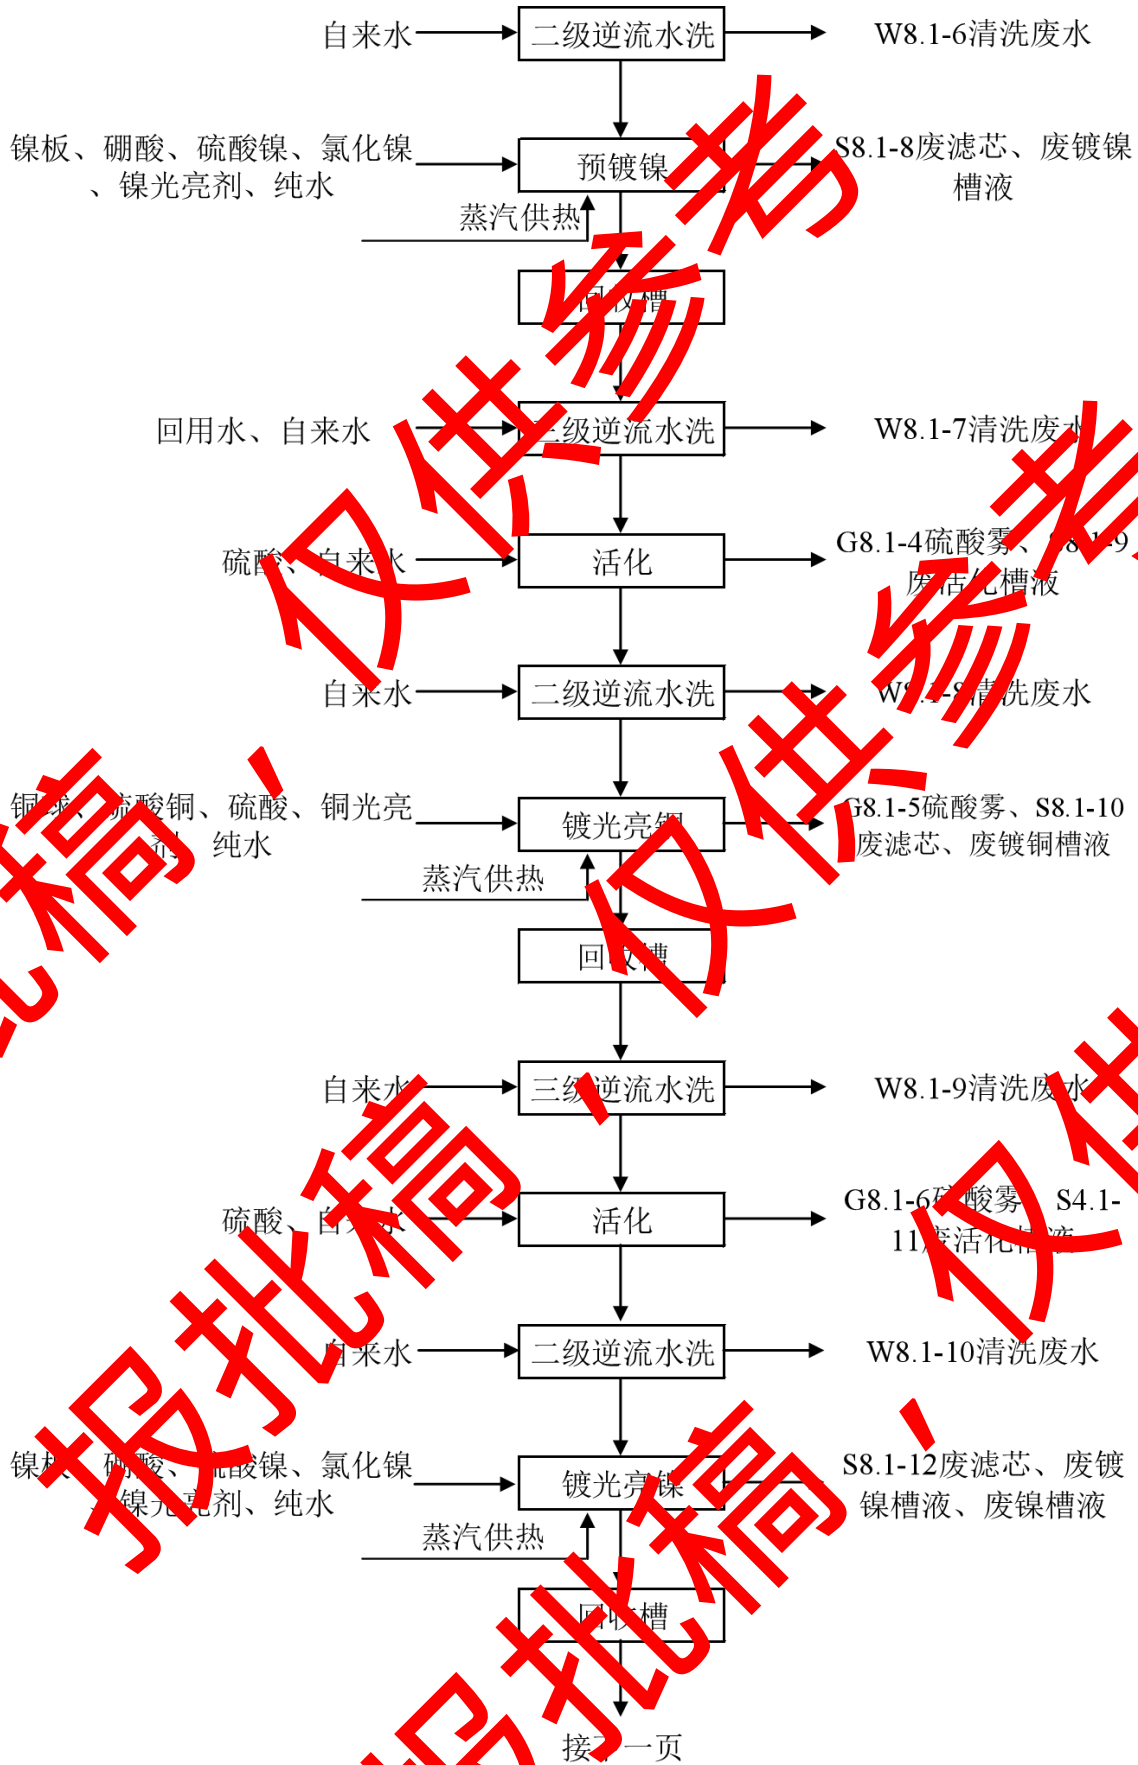 自来水
二级逆流水洗
W8.1-6清洗废水
镍板、硼酸、硫酸镍、氯化镍
、镍光亮剂、纯水
预镀镍
S8.1-8废滤芯、废镀镍
槽液
蒸汽供热
回收槽
回用水、自来水
三级逆流水洗
W8.1-7清洗废水
硫酸、自来水
活化
G8.1-4硫酸雾、S8.1-9
废活化槽液
自来水
二级逆流水洗
W8.1-8清洗废水
铜球、硫酸铜、硫酸、铜光亮
剂、纯水
镀光亮铜
G8.1-5硫酸雾、S8.1-10
废滤芯、废镀铜槽液
蒸汽供热
回收槽
自来水
三级逆流水洗
W8.1-9清洗废水
硫酸、自来水
活化
G8.1-6硫酸雾、S4.1-
11废活化槽液
自来水
二级逆流水洗
W8.1-10清洗废水
镍板、硼酸、硫酸镍、氯化镍
、镍光亮剂、纯水
镀光亮镍
S8.1-12废滤芯、废镀
镍槽液、废镍槽液
蒸汽供热
回收槽
接下一页
仅供参考
批稿，仅供参考
报批稿，仅供
报批稿，